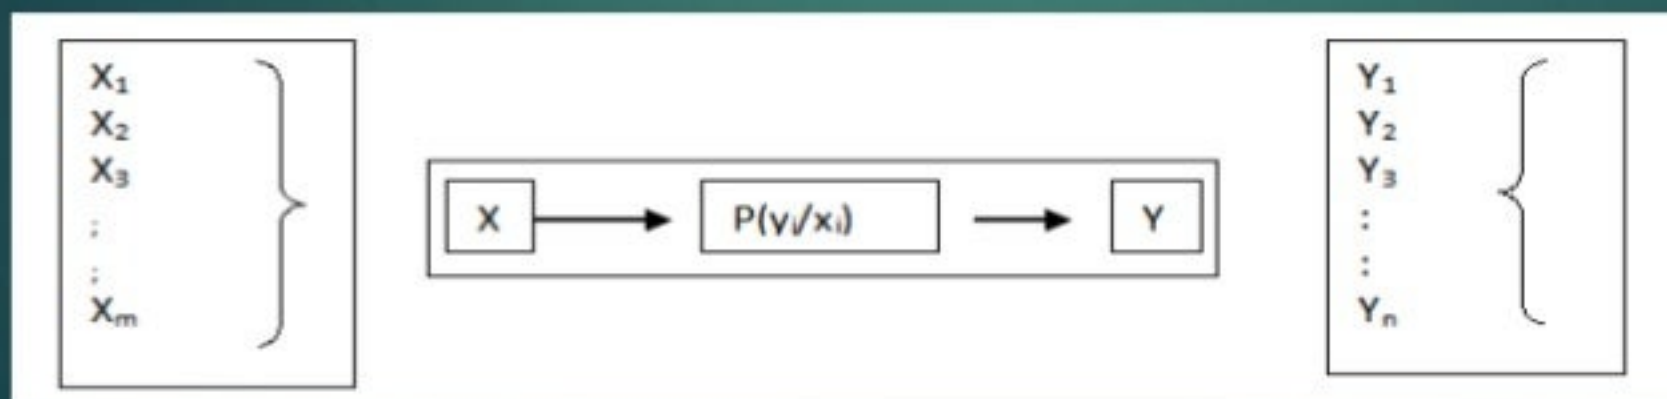 X₁
X₂
X₃
;
;
Xₘ
X
P(yⱼ/xᵢ)
Y
Y₁
Y₂
Y₃
:
:
Yₙ